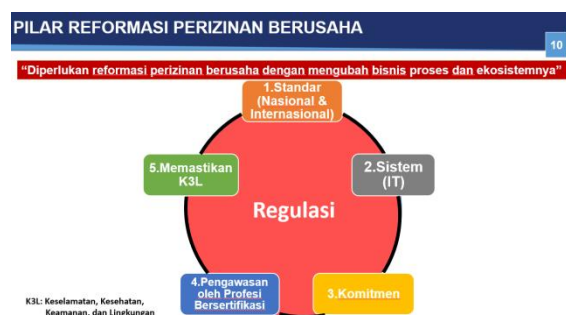 PILAR REFORMASI PERIZINAN BERUSAHA
10
“Diperlukan reformasi perizinan berusaha dengan mengubah bisnis proses dan ekosistemnya”
1.Standar
(Nasional &
Internasional)
5.Memastikan
K3L
2.Sistem
(IT)
Regulasi
4.Pengawasan
oleh Profesi
Bersertifikasi
3.Komitmen
K3L: Keselamatan, Kesehatan,
Keamanan, dan Lingkungan